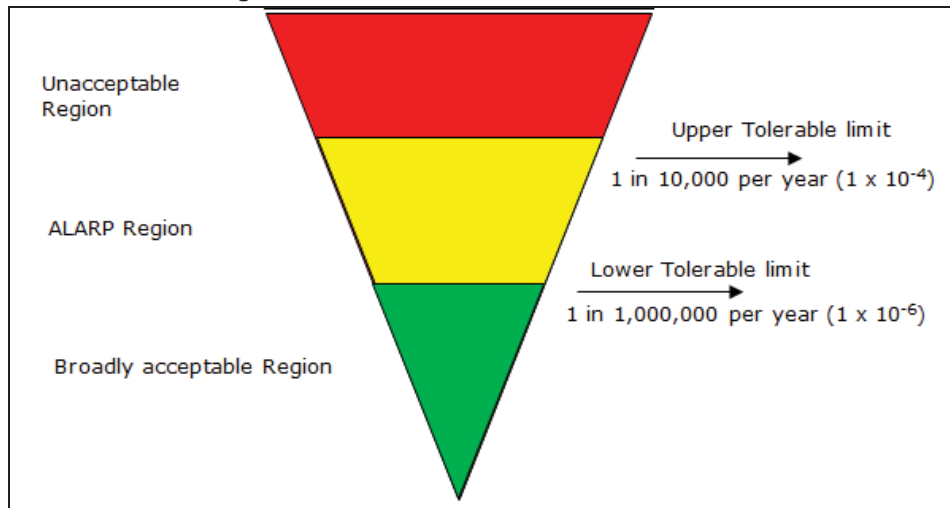 Unacceptable
Region
Upper Tolerable limit
1 in 10,000 per year (1 x 10⁻⁴)
ALARP Region
Lower Tolerable limit
1 in 1,000,000 per year (1 x 10⁻⁶)
Broadly acceptable Region